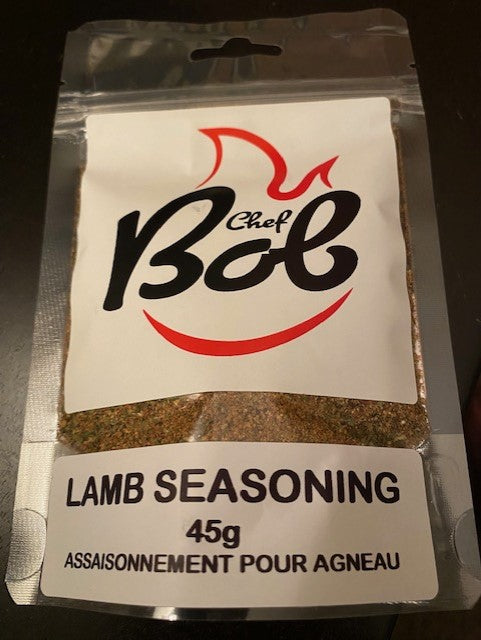 Chef
Bob
LAMB SEASONING
45g
ASSAISONNEMENT POUR AGNEAU